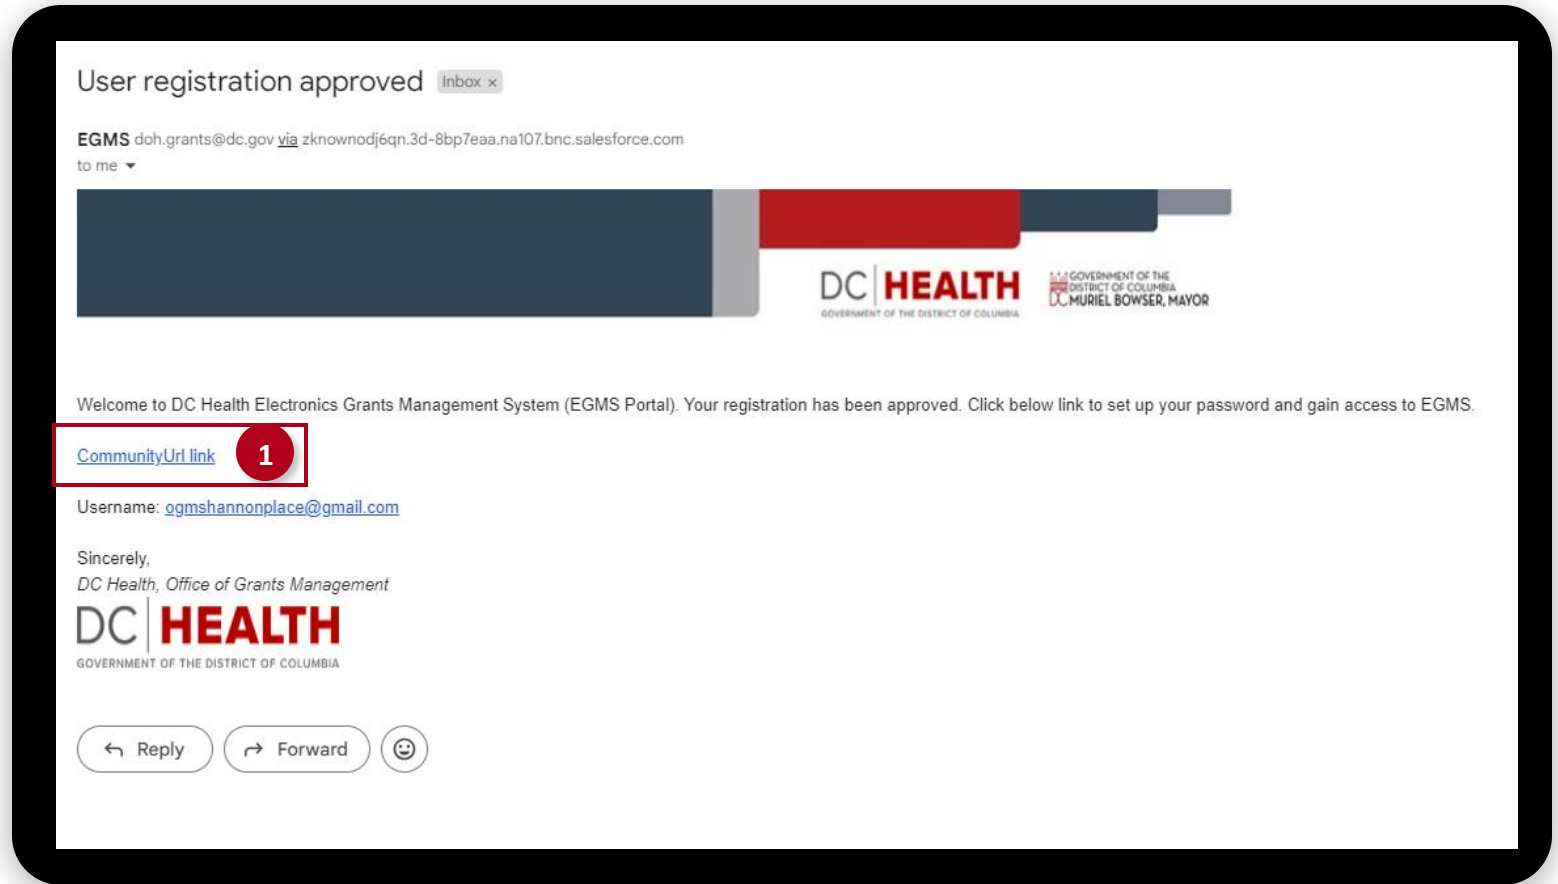 User registration approved Inbox x
EGMS doh.grants@dc.gov via zknownodj6qn.3d-8bp7eaa.na107.bnc.salesforce.com
to me
DC HEALTH
GOVERNMENT OF THE DISTRICT OF COLUMBIA
GOVERNMENT OF THE
DISTRICT OF COLUMBIA
DC MURIEL BOWSER, MAYOR
Welcome to DC Health Electronics Grants Management System (EGMS Portal). Your registration has been approved. Click below link to set up your password and gain access to EGMS.
CommunityUrl link 1
Username: ogmshannonplace@gmail.com
Sincerely,
DC Health, Office of Grants Management
DC HEALTH
GOVERNMENT OF THE DISTRICT OF COLUMBIA
Reply Forward